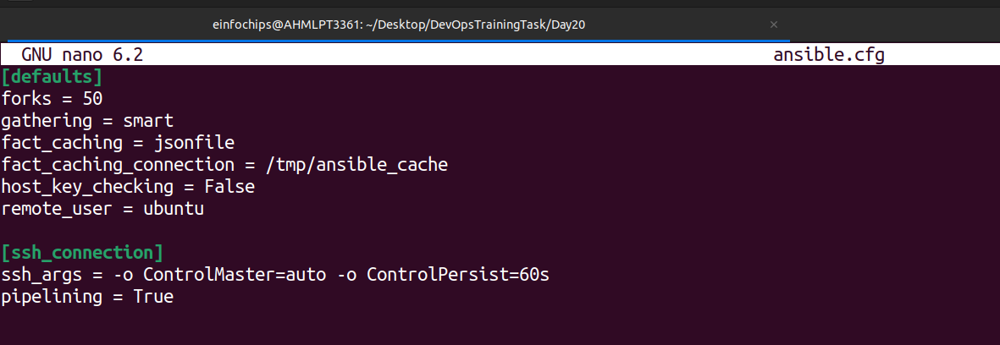 einfochips@AHMLPT3361: ~/Desktop/DevOpsTrainingTask/Day20 ×
GNU nano 6.2 ansible.cfg
[defaults]
forks = 50
gathering = smart
fact_caching = jsonfile
fact_caching_connection = /tmp/ansible_cache
host_key_checking = False
remote_user = ubuntu
[ssh_connection]
ssh_args = -o ControlMaster=auto -o ControlPersist=60s
pipelining = True